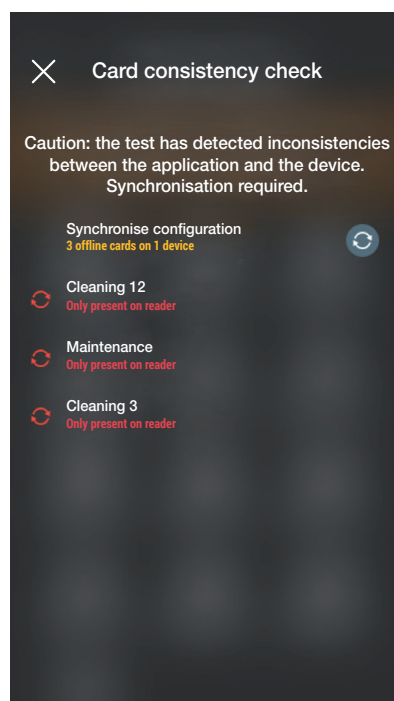 Card consistency check
Caution: the test has detected inconsistencies
between the application and the device.
Synchronisation required.
Synchronise configuration
3 offline cards on 1 device
Cleaning 12
Only present on reader
Maintenance
Only present on reader
Cleaning 3
Only present on reader